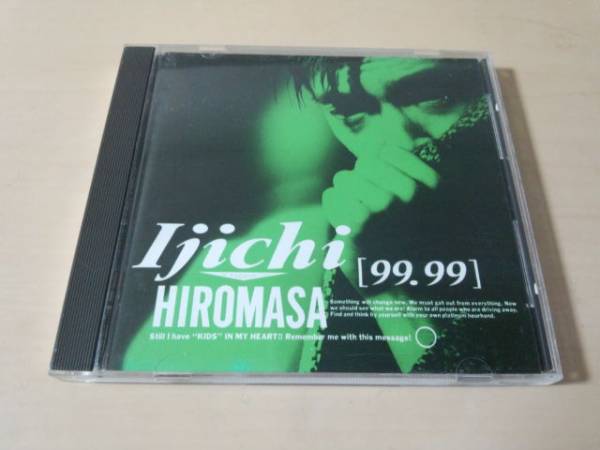 Ijichi [99.99]
HIROMASA
Something will change now. We must get out from everything. Now
we should see what we are! Alarm to all people who are driving away.
Find and think by yourself with your own platinum
Still I have "KIDS" IN MY HEART!! Remember me with this message!